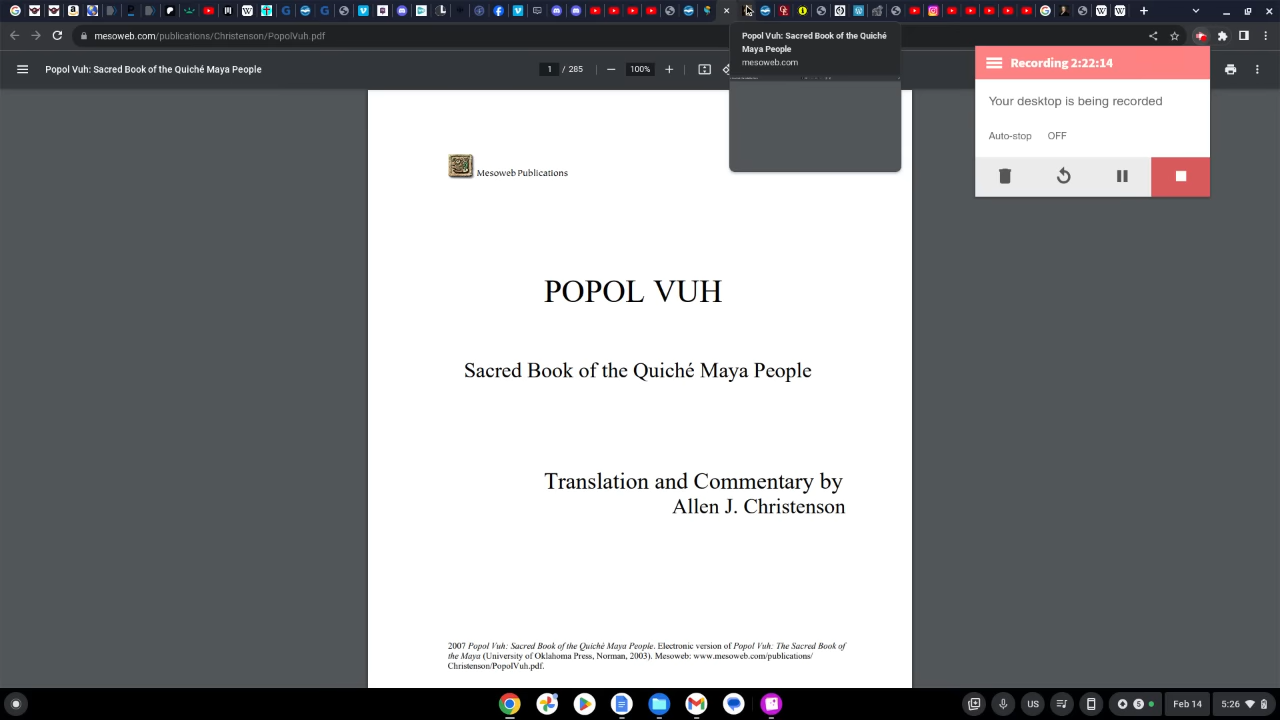 Popol Vuh: Sacred Book of the Quiché
Maya People
mesoweb.com
mesoweb.com/publications/Christenson/PopolVuh.pdf
Popol Vuh: Sacred Book of the Quiché Maya People
1 / 285
100%
Recording 2:22:14
Your desktop is being recorded
Auto-stop OFF
Mesoweb Publications
POPOL VUH
Sacred Book of the Quiché Maya People
Translation and Commentary by
Allen J. Christenson
2007 Popol Vuh: Sacred Book of the Quiché Maya People. Electronic version of Popol Vuh: The Sacred Book of
the Maya (University of Oklahoma Press, Norman, 2003). Mesoweb: www.mesoweb.com/publications/
Christenson/PopolVuh.pdf.
US
5
Feb 14
5:26